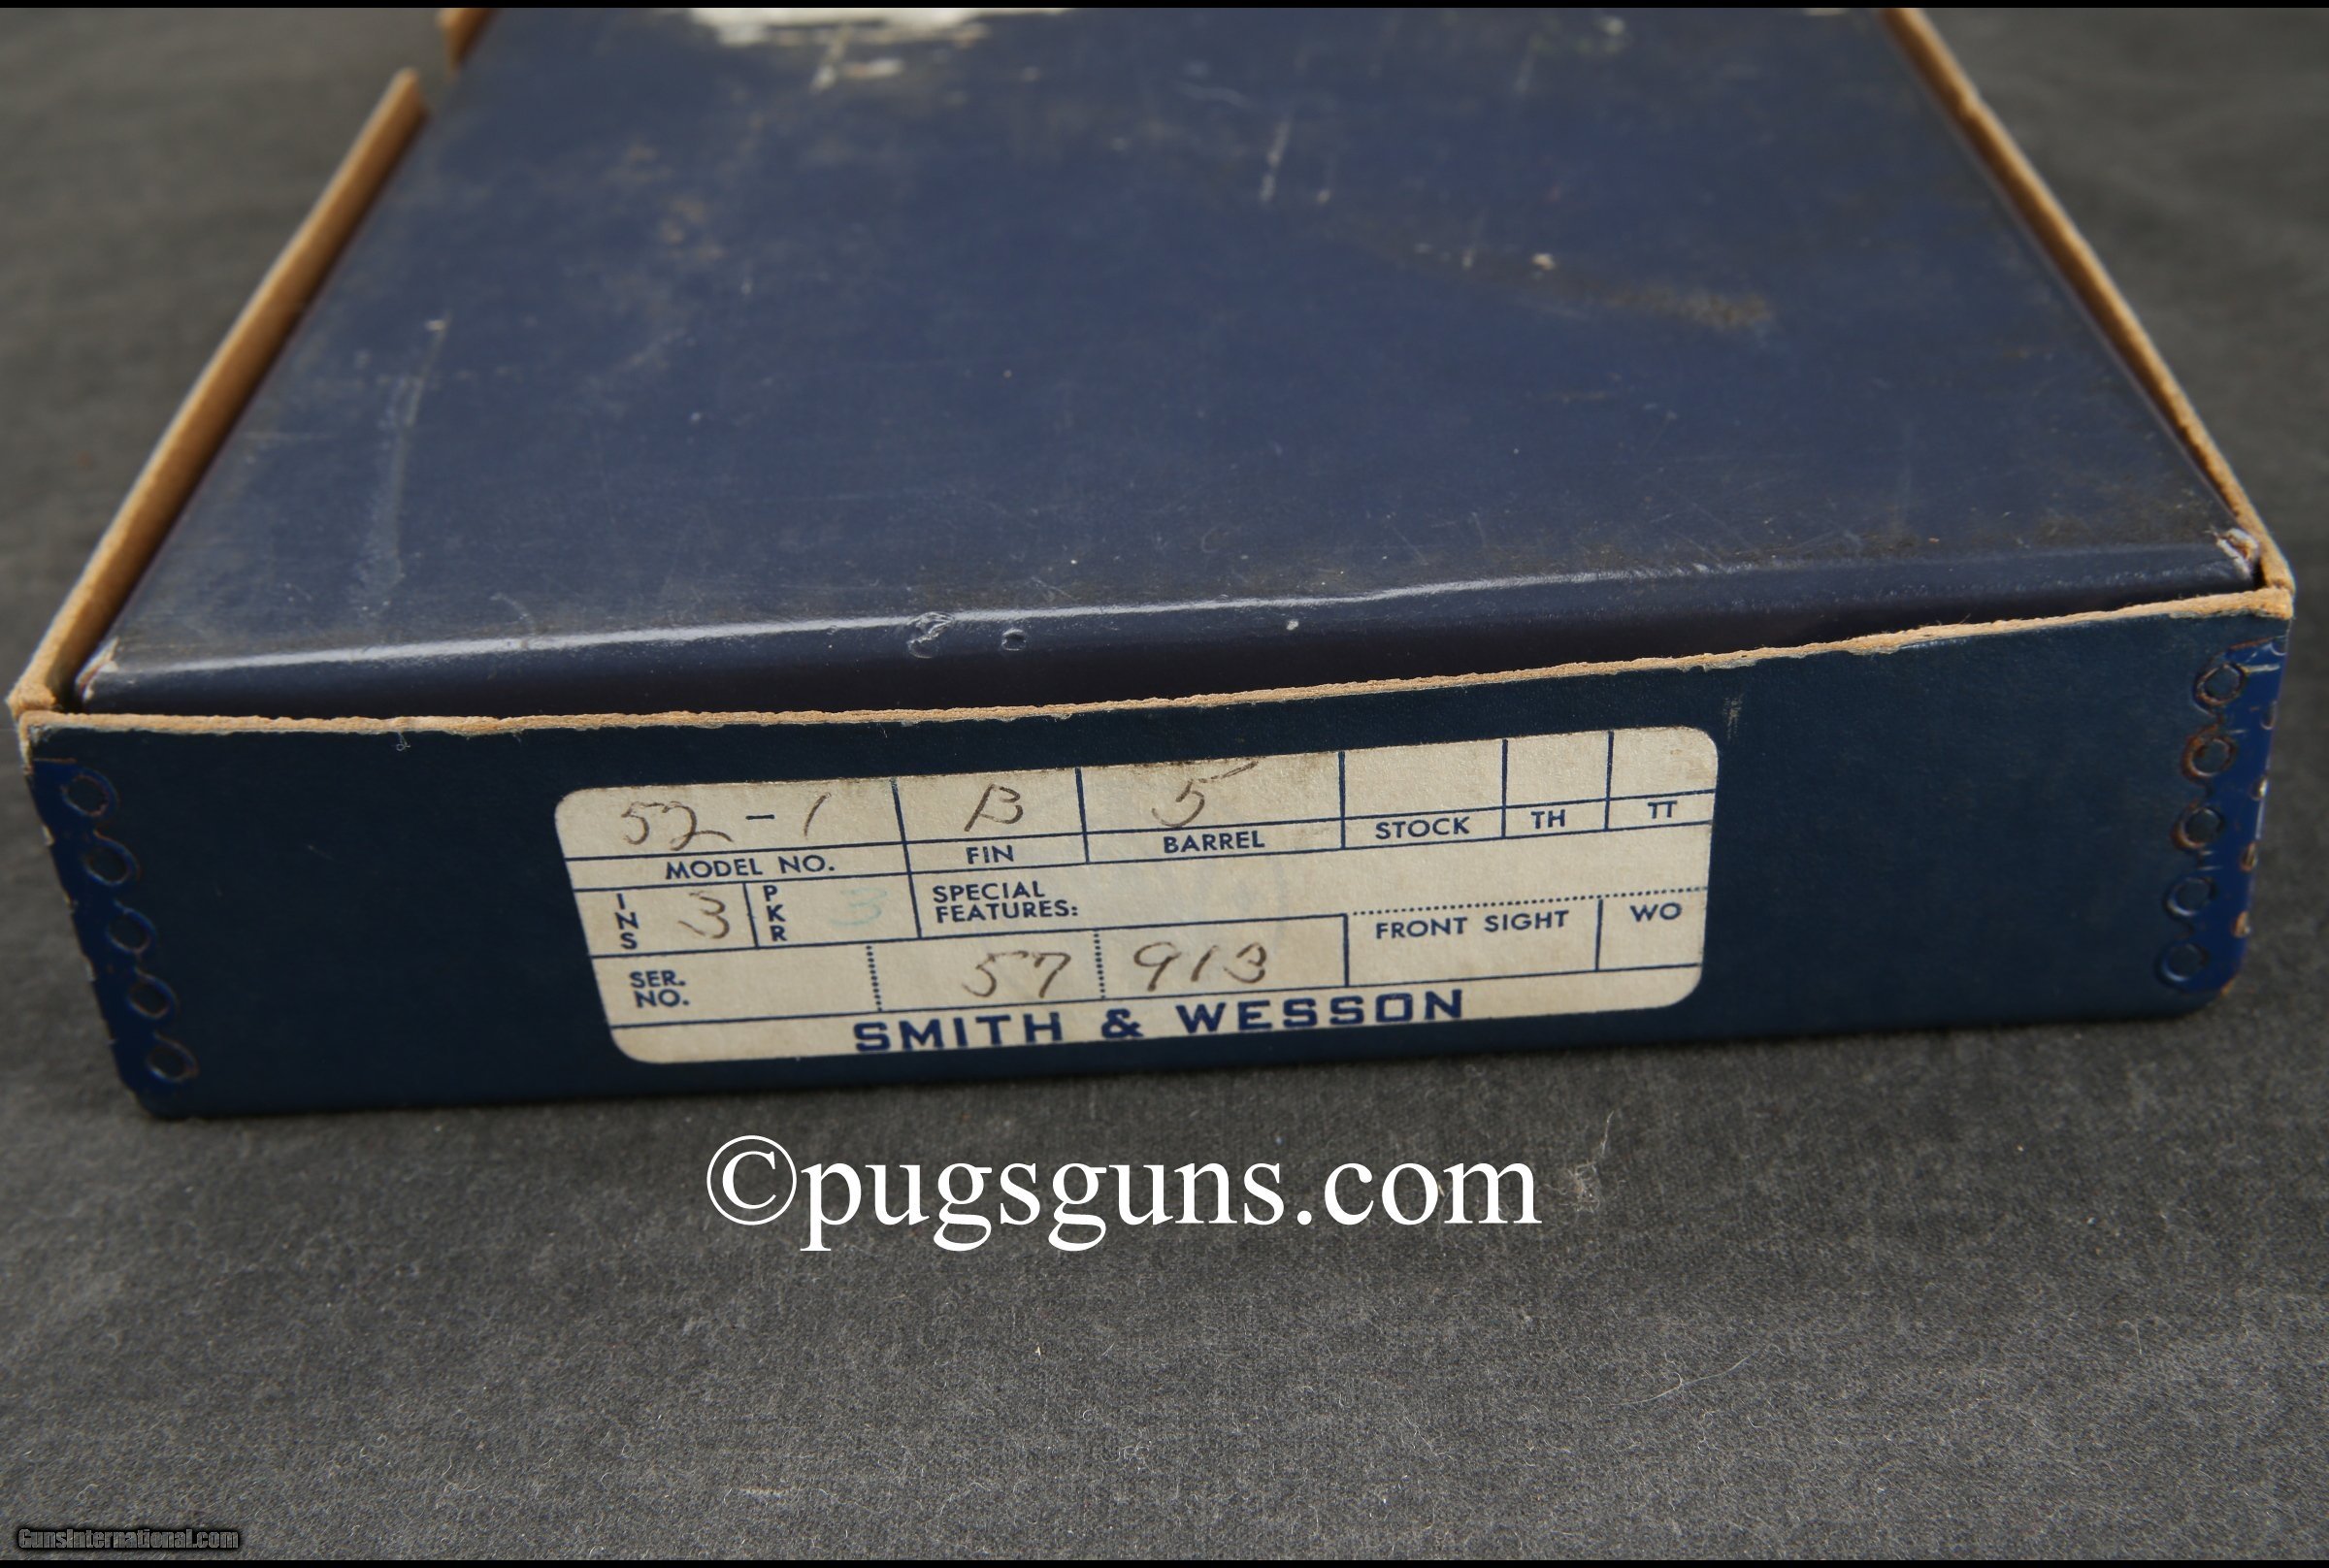 52-1 B 5
MODEL NO. FIN BARREL STOCK TH TT
INS 3 PKR 3 SPECIAL
FEATURES:
FRONT SIGHT WO
SER.
NO. 57 913
SMITH & WESSON
©pugsguns.com
GunsInternational.com